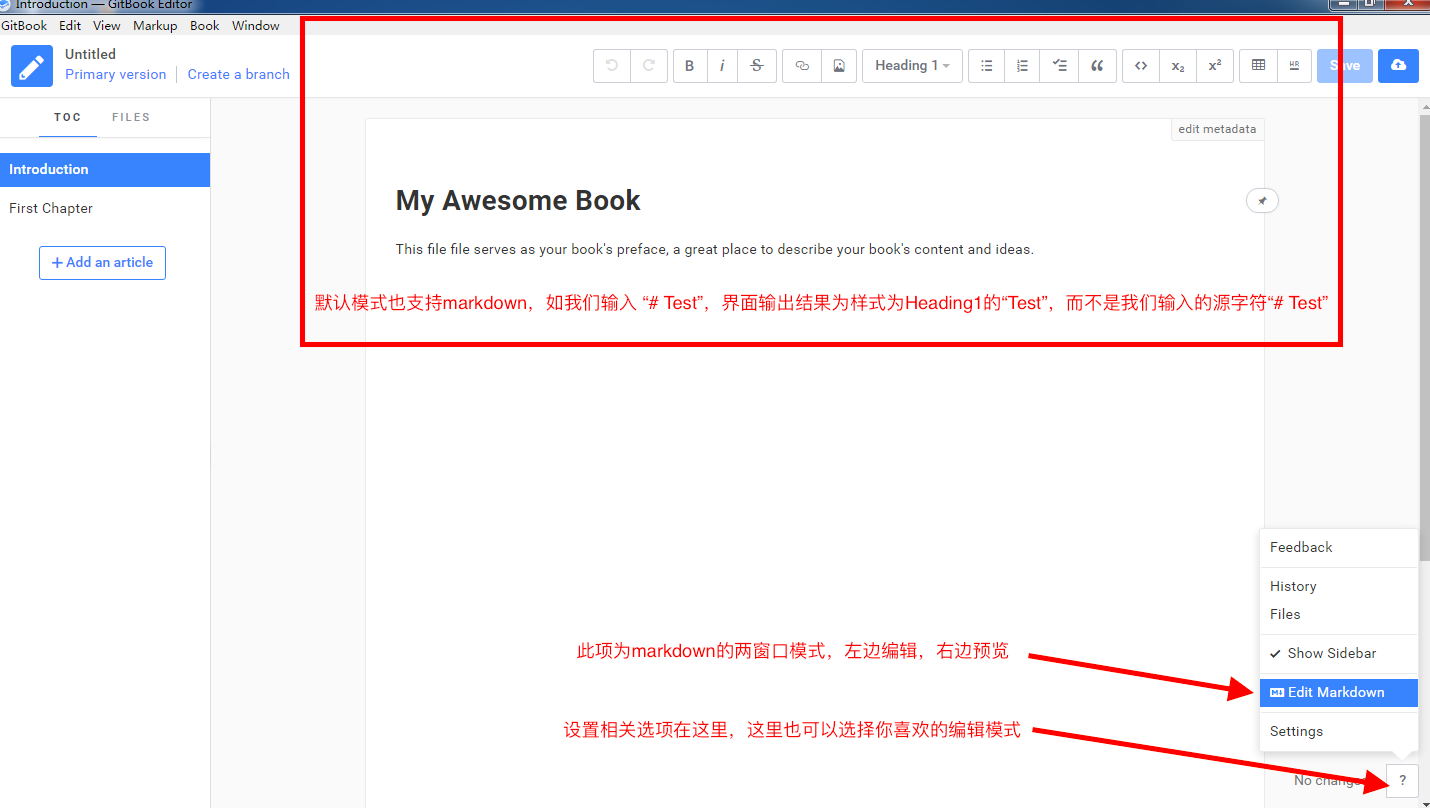 Introduction — GitBook Editor
GitBook Edit View Markup Book Window
Untitled
Primary version Create a branch
B i S Heading 1 x₂ x² HR Save
TOC FILES
edit metadata
Introduction
My Awesome Book
First Chapter
This file file serves as your book's preface, a great place to describe your book's content and ideas.
+ Add an article
默认模式也支持markdown，如我们输入 “# Test”，界面输出结果为样式为Heading1的“Test”，而不是我们输入的源字符“# Test”
Feedback
History
Files
此项为markdown的两窗口模式，左边编辑，右边预览
Show Sidebar
Edit Markdown
设置相关选项在这里，这里也可以选择你喜欢的编辑模式
Settings
No changes
?